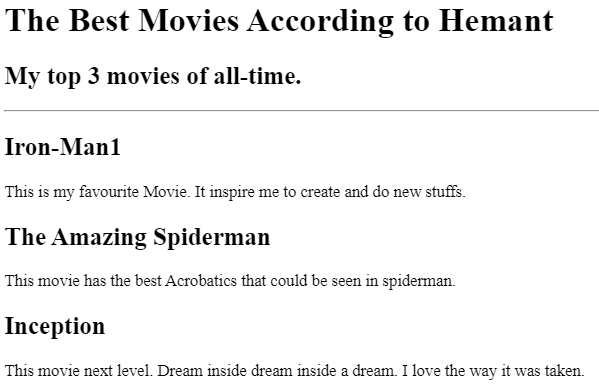 The Best Movies According to Hemant
My top 3 movies of all-time.
Iron-Man1
This is my favourite Movie. It inspire me to create and do new stuffs.
The Amazing Spiderman
This movie has the best Acrobatics that could be seen in spiderman.
Inception
This movie next level. Dream inside dream inside a dream. I love the way it was taken.